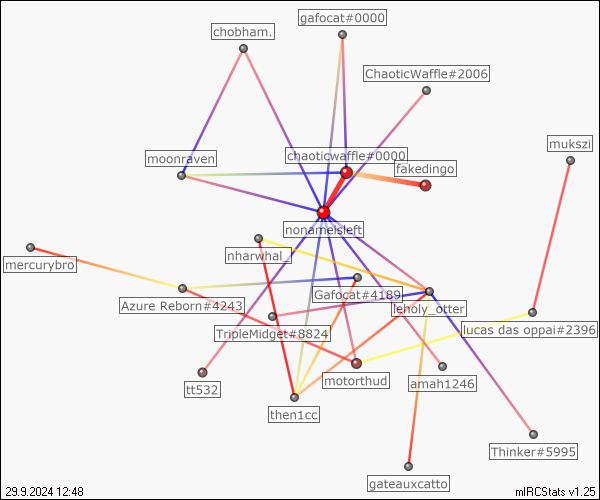 gafocat#0000
chobham.
ChaoticWaffle#2006
mukszi
chaoticwaffle#0000
moonraven
fakedingo
nonameisleft
nharwhal_
mercurybro
Gafocat#4189
Azure Reborn#4243
leholy_otter
TripleMidget#8824
lucas das oppai#2396
motorthud
amah1246
tt532
then1cc
Thinker#5995
gateauxcatto
29.9.2024 12:48
mIRCStats v1.25